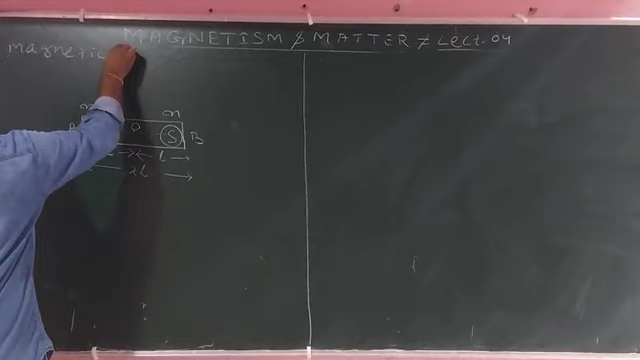 MAGNETISM & MATTER ≠ Lect. 04
magnetic
m m
O S B
l l
2l